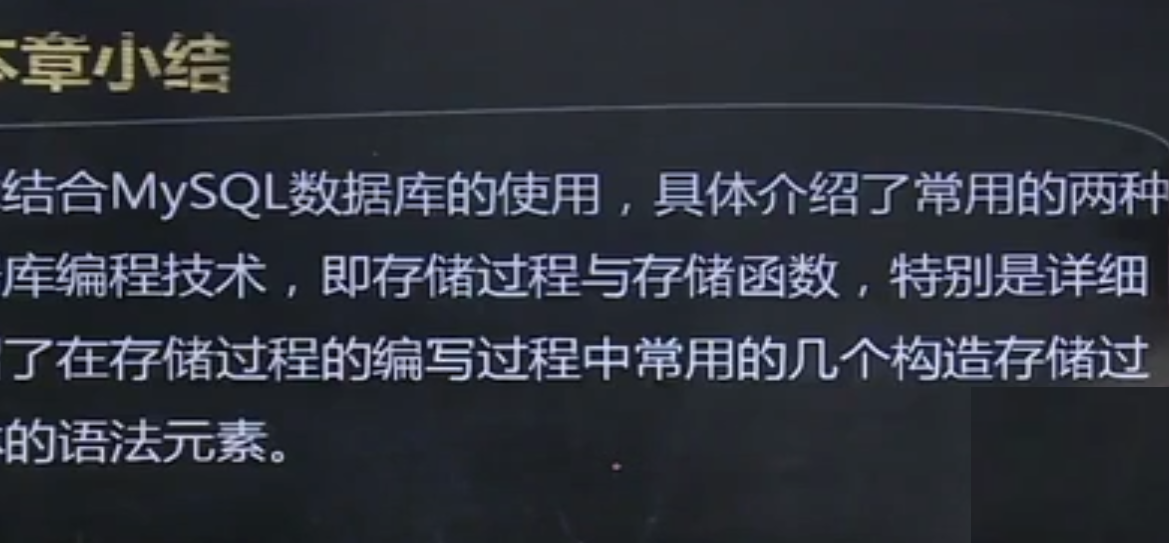 本章小结
结合MySQL数据库的使用，具体介绍了常用的两种
库编程技术，即存储过程与存储函数，特别是详细
了在存储过程的编写过程中常用的几个构造存储过
的语法元素。